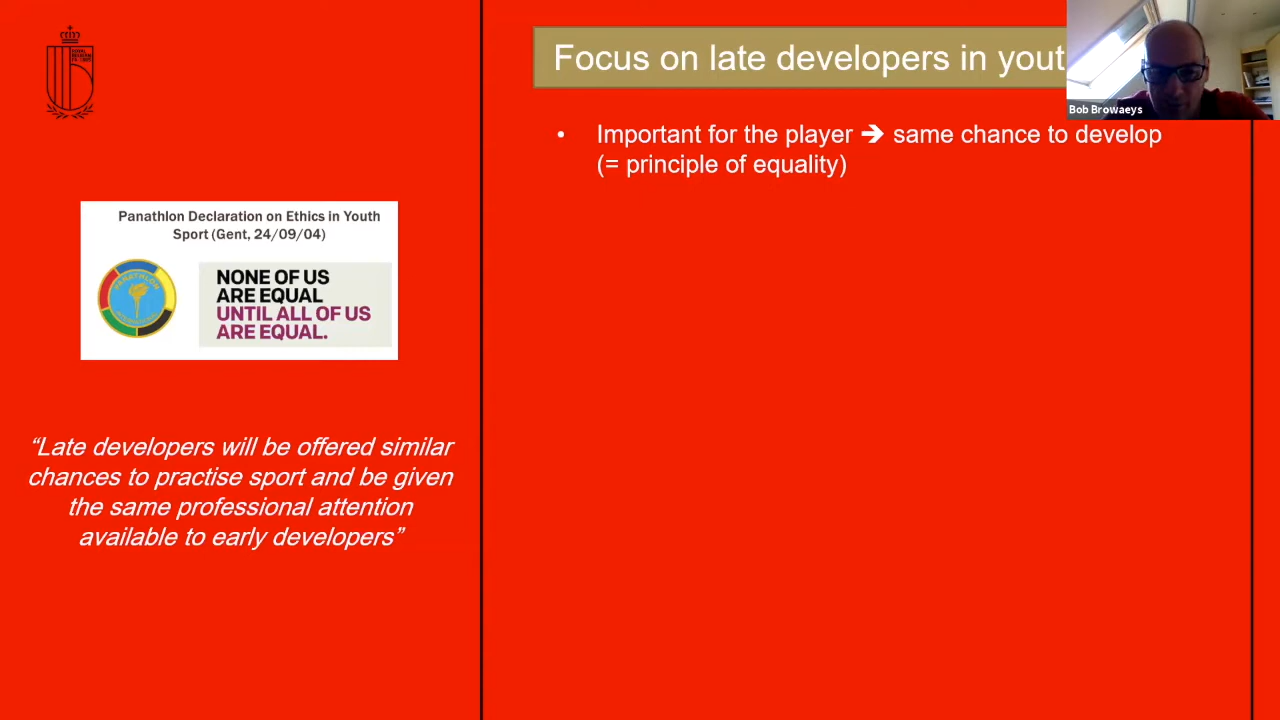 Focus on late developers in yout
Bob Browaeys
• Important for the player ➔ same chance to develop
(= principle of equality)
Panathlon Declaration on Ethics in Youth
Sport (Gent, 24/09/04)
PANATHLON
NONE OF US
ARE EQUAL
UNTIL ALL OF US
ARE EQUAL.
“Late developers will be offered similar
chances to practise sport and be given
the same professional attention
available to early developers”